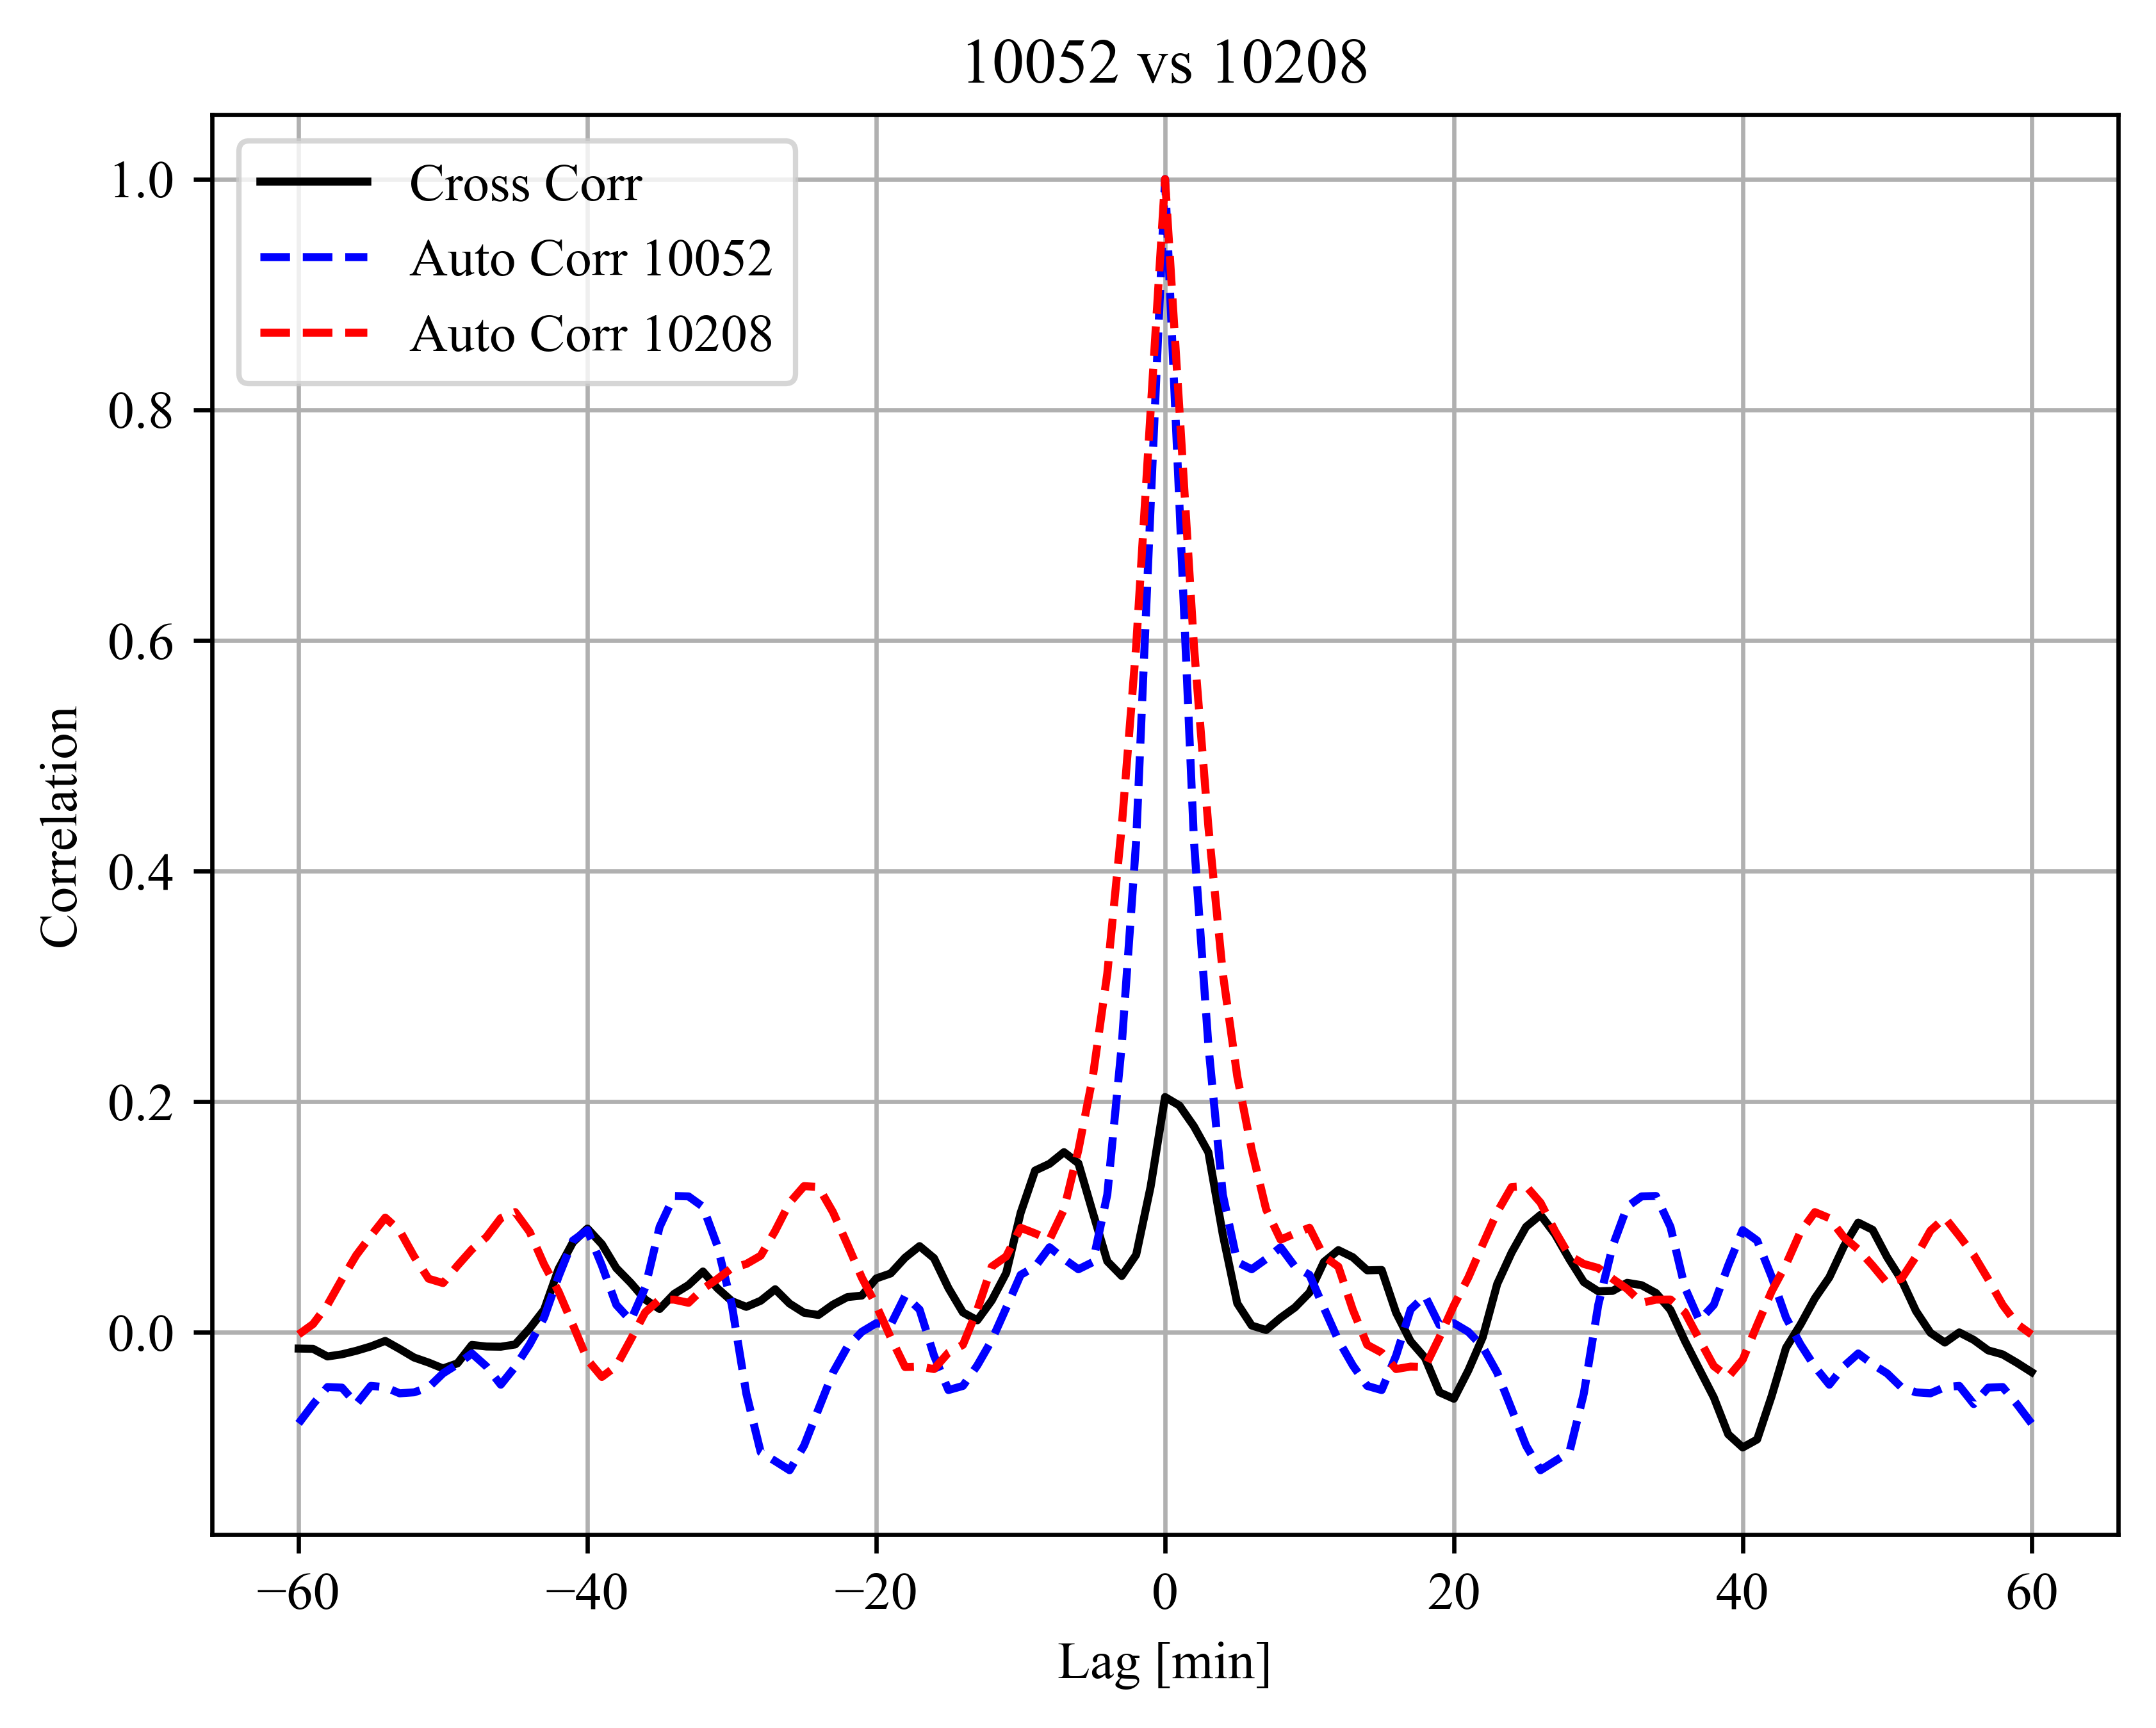 10052 vs 10208
Cross Corr
Auto Corr 10052
Auto Corr 10208
1.0
0.8
0.6
0.4
0.2
0.0
Correlation
−60 −40 −20 0 20 40 60
Lag [min]